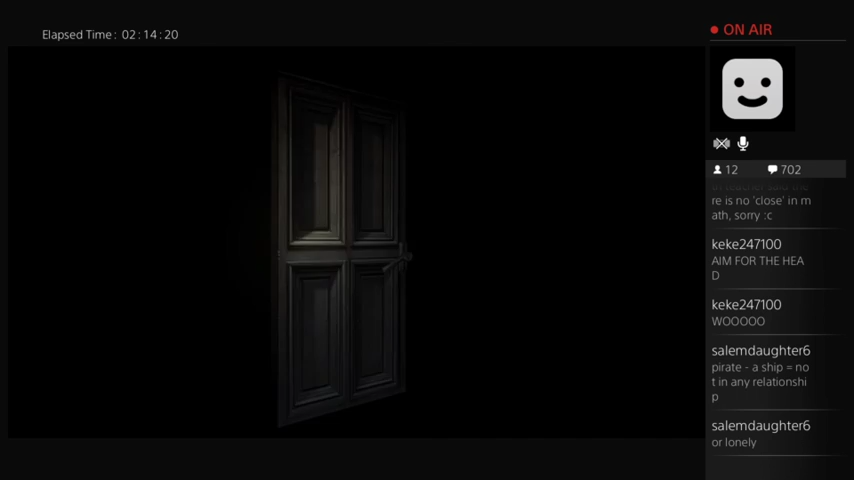 Elapsed Time: 02:14:20
ON AIR
12 702
re is no 'close' in m
ath, sorry :c
keke247100
AIM FOR THE HEA
D
keke247100
WOOOOO
salemdaughter6
pirate - a ship = no
t in any relationshi
p
salemdaughter6
or lonely